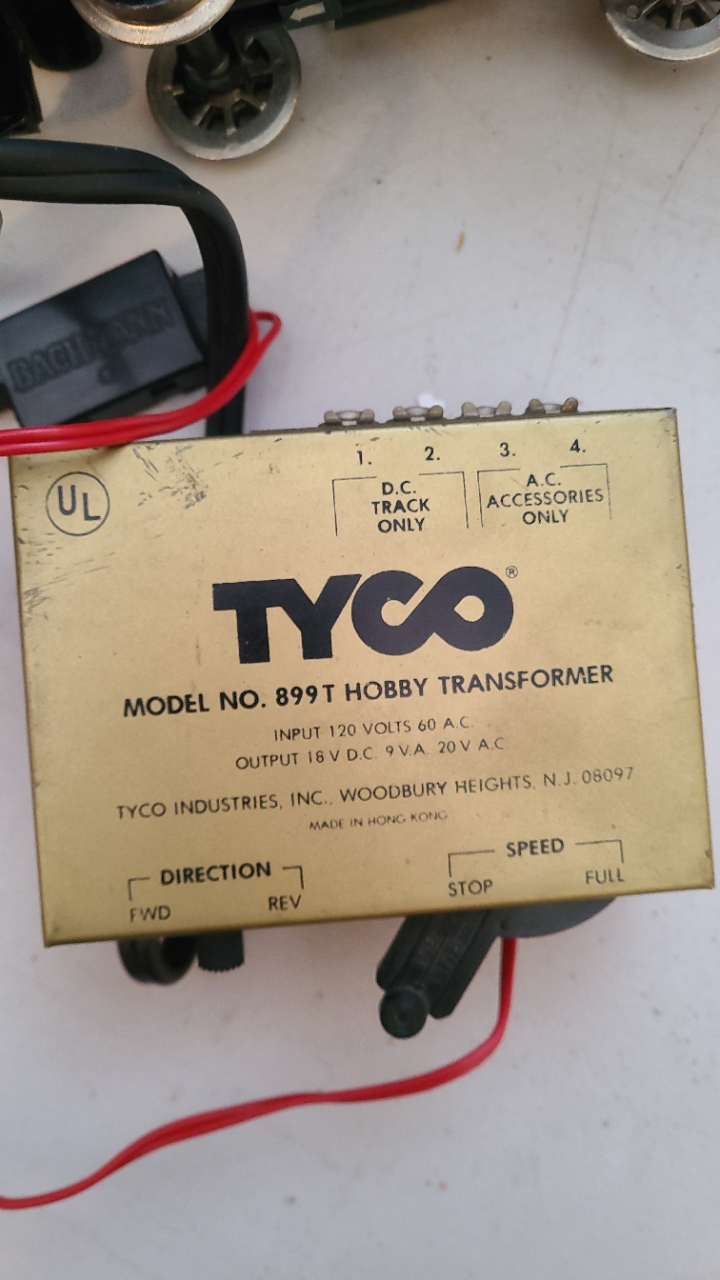 BACHMANN
UL
1. 2. 3. 4.
D.C.
TRACK
ONLY
A.C.
ACCESSORIES
ONLY
TYCO®
MODEL NO. 899T HOBBY TRANSFORMER
INPUT 120 VOLTS 60 A.C.
OUTPUT 18 V D.C. 9 V.A. 20 V A.C
TYCO INDUSTRIES, INC., WOODBURY HEIGHTS, N.J. 08097
MADE IN HONG KONG
DIRECTION
FWD REV
SPEED
STOP FULL